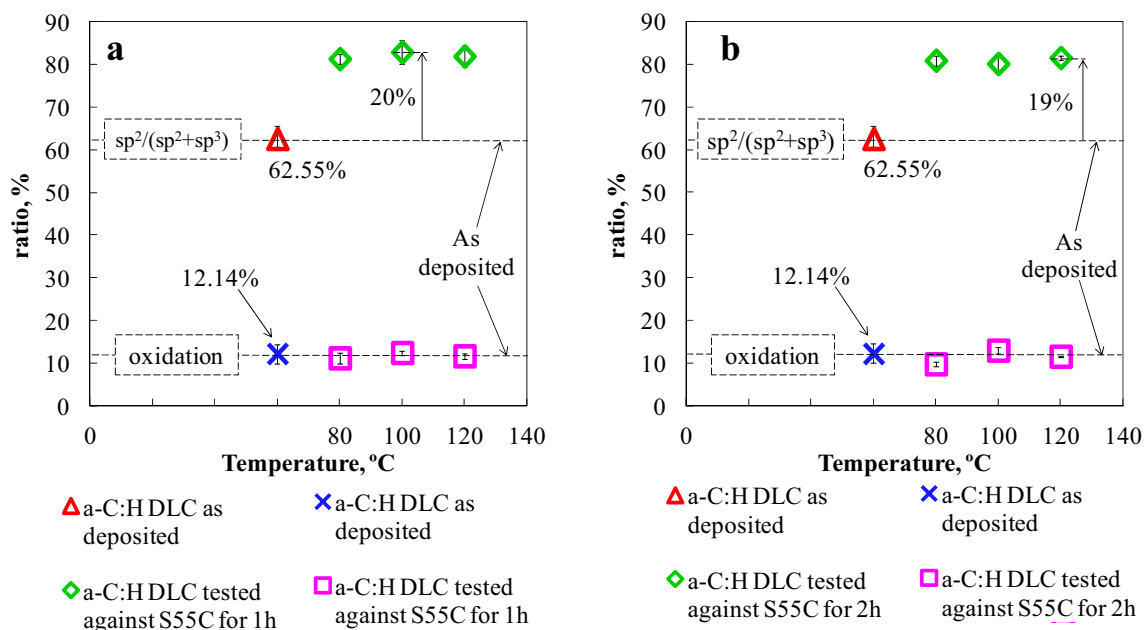 a
90
80
70
60
50
40
30
20
10
0
ratio, %
20%
sp²/(sp²+sp³)
62.55%
As
deposited
12.14%
oxidation
0
80
100
120
140
Temperature, ºC
a-C:H DLC as
deposited
a-C:H DLC as
deposited
a-C:H DLC tested
against S55C for 1h
a-C:H DLC tested
against S55C for 1h
b
90
80
70
60
50
40
30
20
10
0
ratio, %
19%
sp²/(sp²+sp³)
62.55%
As
deposited
12.14%
oxidation
0
80
100
120
140
Temperature, ºC
a-C:H DLC as
deposited
a-C:H DLC as
deposited
a-C:H DLC tested
against S55C for 2h
a-C:H DLC tested
against S55C for 2h